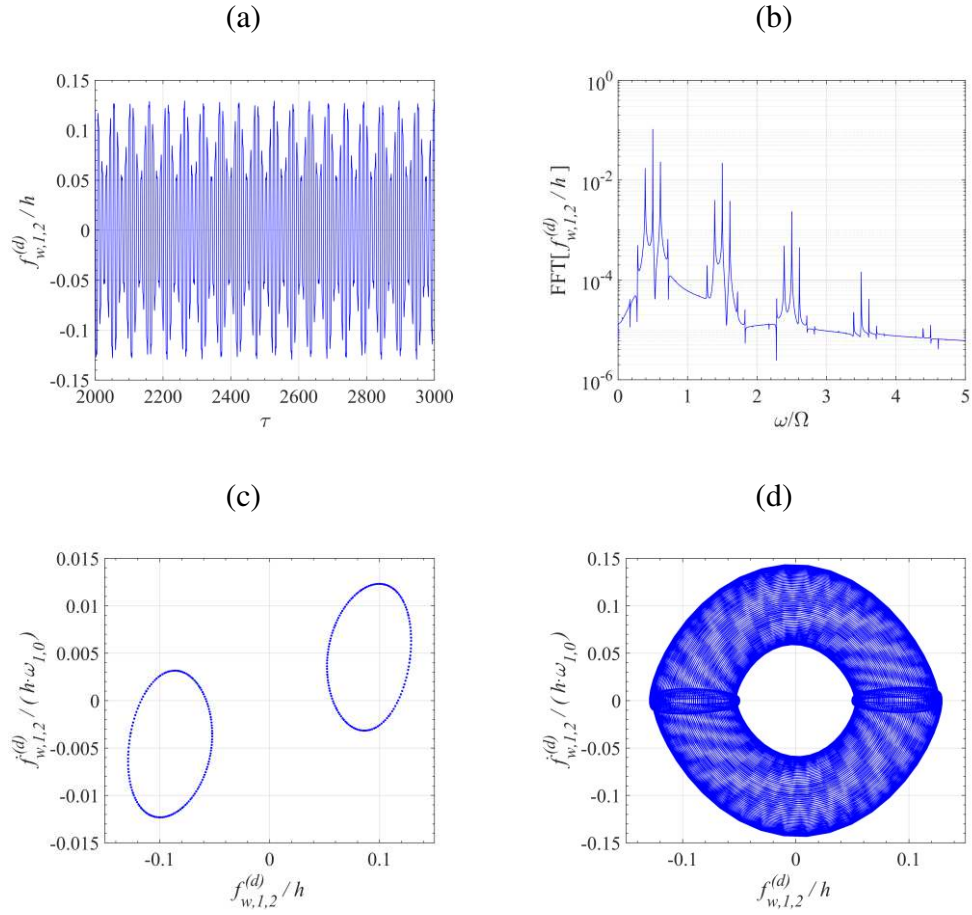 (a)
(b)
0.15
0.1
0.05
0
-0.05
-0.1
-0.15
2000 2200 2400 2600 2800 3000
τ
f_{w,1,2}^{(d)} / h
10^0
10^{-2}
10^{-4}
10^{-6}
0 1 2 3 4 5
ω/Ω
FFT[f_{w,1,2}^{(d)} / h]
(c)
(d)
0.015
0.01
0.005
0
-0.005
-0.01
0.015
-0.1 0 0.1
f_{w,1,2}^{(d)} / h
ḟ_{w,1,2}^{(d)} / (h·ω_{1,0})
0.15
0.1
0.05
0
-0.05
-0.1
0.15
-0.1 0 0.1
f_{w,1,2}^{(d)} / h
ḟ_{w,1,2}^{(d)} / (h·ω_{1,0})